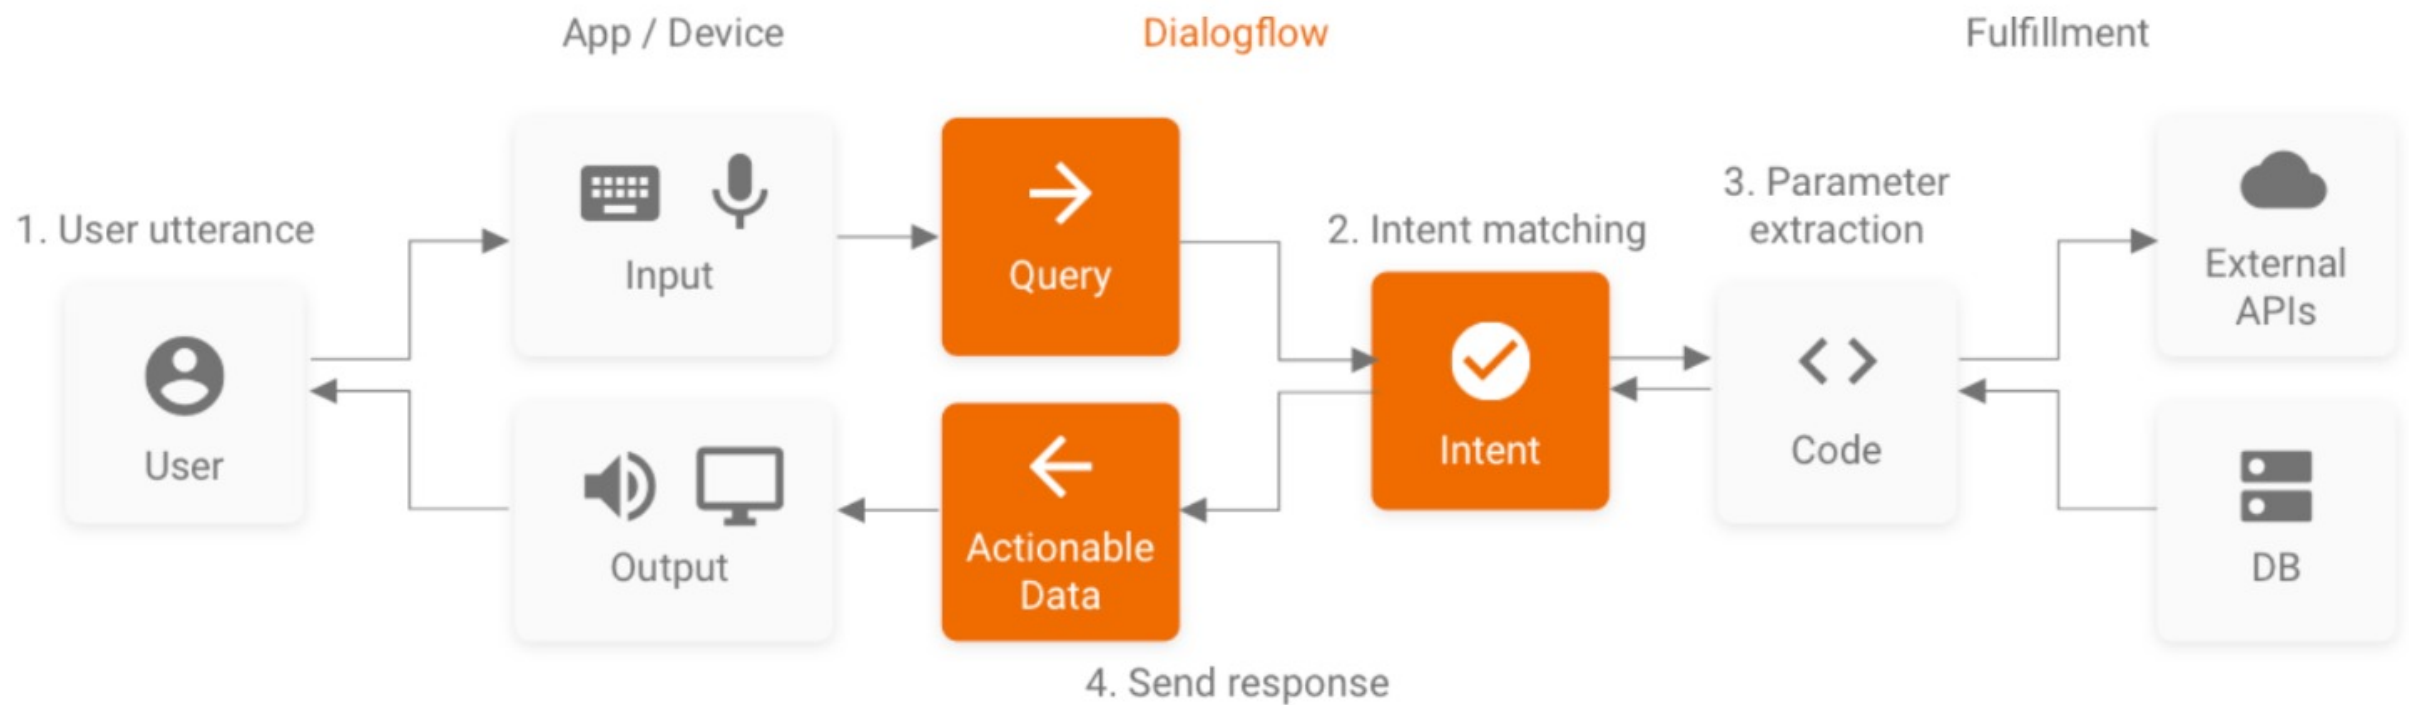 App / Device
Dialogflow
Fulfillment
1. User utterance
Input
Query
2. Intent matching
3. Parameter
extraction
External
APIs
User
Output
Actionable
Data
Intent
Code
DB
4. Send response